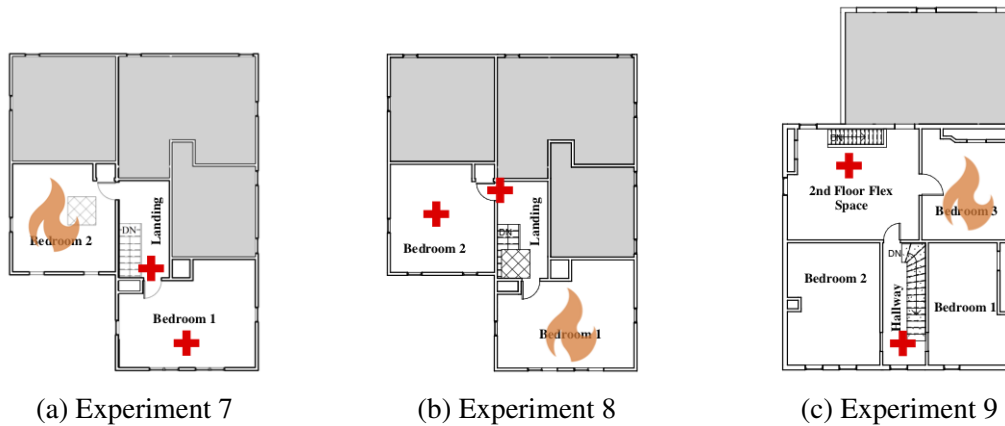 Bedroom 2
DN
Landing
Bedroom 1
(a) Experiment 7
Bedroom 2
DN
Landing
Bedroom 1
(b) Experiment 8
DN
2nd Floor Flex
Space
Bedroom 3
DN
Bedroom 2
Hallway
Bedroom 1
(c) Experiment 9